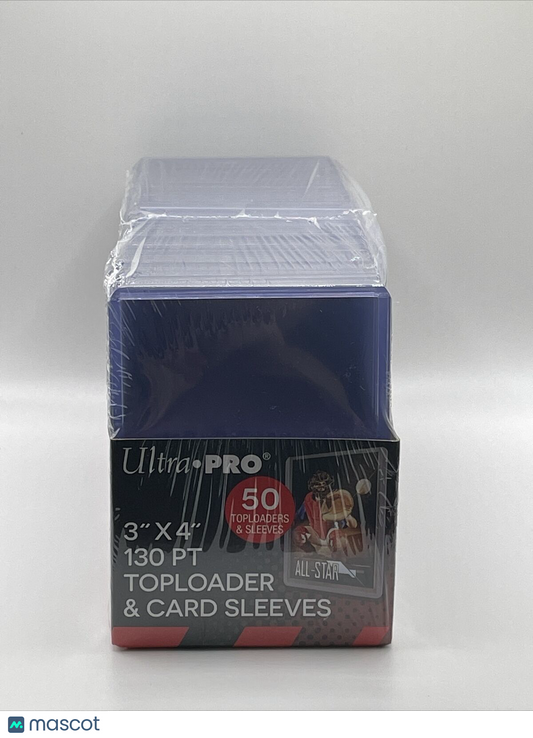 Ultra•PRO®
50
TOPLOADERS
& SLEEVES
3" X 4"
130 PT
TOPLOADER
& CARD SLEEVES
ALL-STAR
mascot